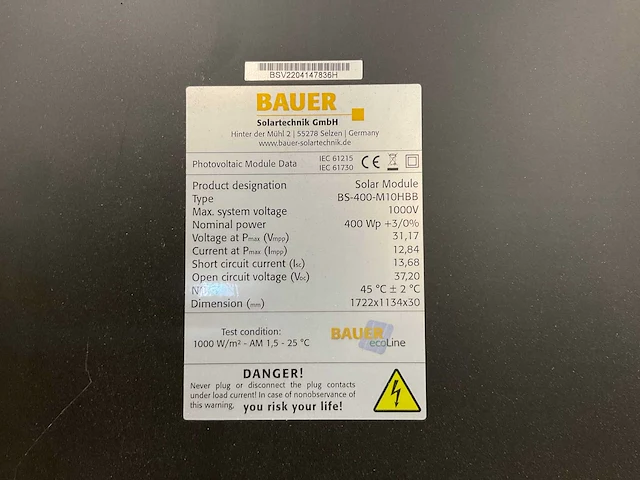 BSV2204147836H
BAUER
Solartechnik GmbH
Hinter der Mühl 2 | 55278 Selzen | Germany
www.bauer-solartechnik.de
Photovoltaic Module Data IEC 61215 IEC 61730 CE
Product designation Solar Module
Type BS-400-M10HBB
Max. system voltage 1000V
Nominal power 400 Wp +3/0%
Voltage at Pmax (Vmpp) 31,17
Current at Pmax (Impp) 12,84
Short circuit current (Isc) 13,68
Open circuit voltage (Voc) 37,20
45 °C ± 2 °C
Dimension (mm) 1722x1134x30
Test condition:
1000 W/m² - AM 1,5 - 25 °C
BAUER
ecoLine
DANGER!
Never plug or disconnect the plug contacts
under load current! In case of nonobservance of
this warning, you risk your life!